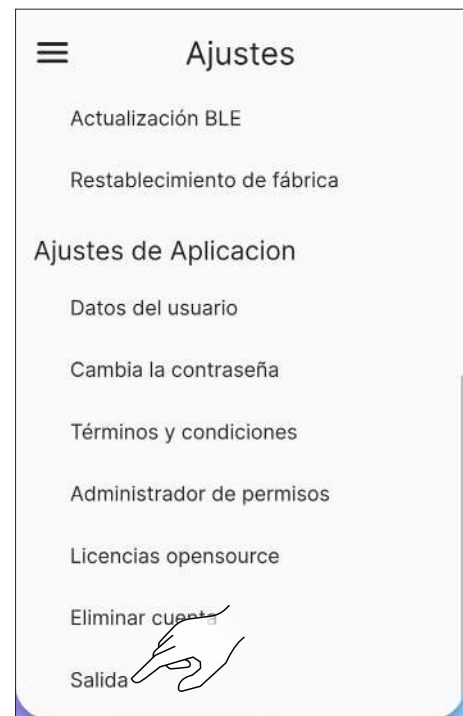 Ajustes
Actualización BLE
Restablecimiento de fábrica
Ajustes de Aplicacion
Datos del usuario
Cambia la contraseña
Términos y condiciones
Administrador de permisos
Licencias opensource
Eliminar cuenta
Salida